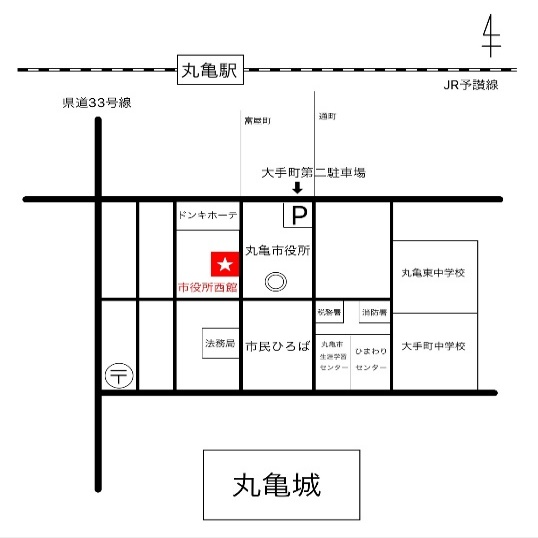 丸亀駅
JR予讃線
県道33号線
富屋町
通町
大手町第二駐車場
P
ドンキホーテ
丸亀市役所
市役所西館
丸亀東中学校
税務署
消防署
法務局
市民ひろば
丸亀市
生涯学習
センター
ひまわり
センター
大手町中学校
〒
丸亀城